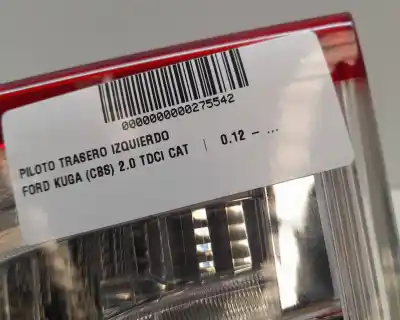 0000000000275542
PILOTO TRASERO IZQUIERDO
FORD KUGA (CBS) 2.0 TDCI CAT | 0.12 - ...